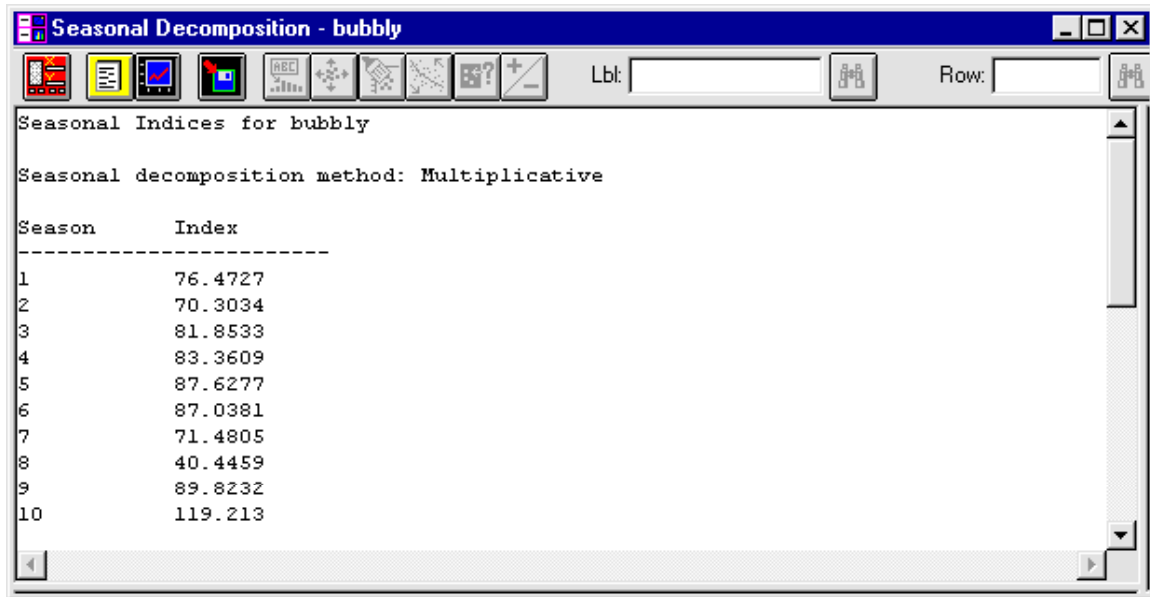 Seasonal Decomposition - bubbly
ABC ? + - Lbl: Row:
Seasonal Indices for bubbly
Seasonal decomposition method: Multiplicative
Season Index
------------------------
1 76.4727
2 70.3034
3 81.8533
4 83.3609
5 87.6277
6 87.0381
7 71.4805
8 40.4459
9 89.8232
10 119.213